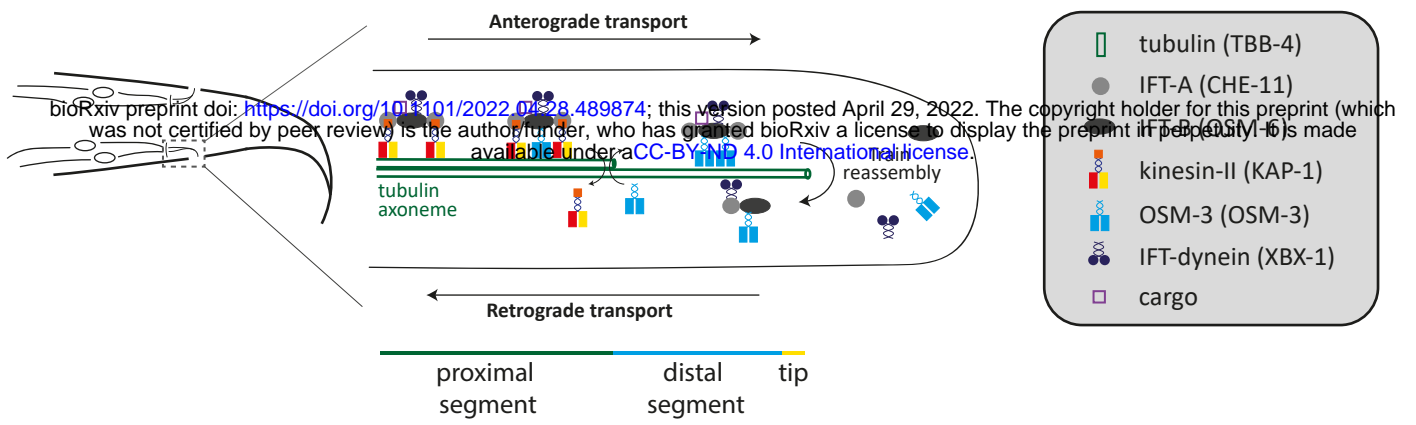 Anterograde transport
tubulin (TBB-4)
IFT-A (CHE-11)
bioRxiv preprint doi: https://doi.org/10.1101/2022.04.28.489874; this version posted April 29, 2022. The copyright holder for this preprint (which
was not certified by peer review) is the author/funder, who has granted bioRxiv a license to display the preprint in perpetuity. It is made
IFT-B (OSM-6)
available under aCC-BY-ND 4.0 International license.
train
reassembly
kinesin-II (KAP-1)
tubulin
axoneme
OSM-3 (OSM-3)
IFT-dynein (XBX-1)
cargo
Retrograde transport
proximal
segment
distal
segment
tip